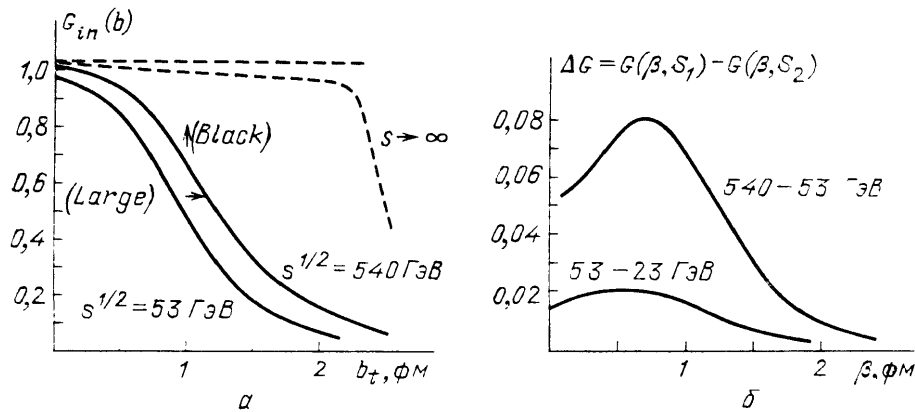 G_in (b)
1,0
0,8
0,6
0,4
0,2
(Black)
(Large)
s → ∞
s^1/2 = 540 ГэВ
s^1/2 = 53 ГэВ
1
2
b_t, фм
а
ΔG = G(β, S_1) − G(β, S_2)
0,08
0,06
0,04
0,02
540 − 53 ГэВ
53 − 23 ГэВ
1
2
β, фм
б